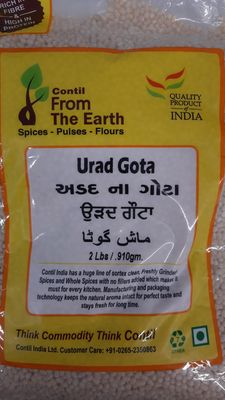 RICH IN
FIBRE
&
HIGH IN
PROTEIN
Contil
From
The Earth
Spices - Pulses - Flours
QUALITY
PRODUCT
of
INDIA
Urad Gota
અડદ ના ગોટા
ਉੜਦ ਗੌਟਾ
ماش گوٹا
2 Lbs / .910gm.
Contil India has a huge line of sortex clean, Freshly Grinded
Spices and Whole Spices with no fillers added which makes a
must for every kitchen. Manufacturing and packaging
technology keeps the natural aroma intact for perfect taste and
stays fresh for long time.
Think Commodity Think Contil
Contil India Ltd. Customer Care: +91-0265-2350863